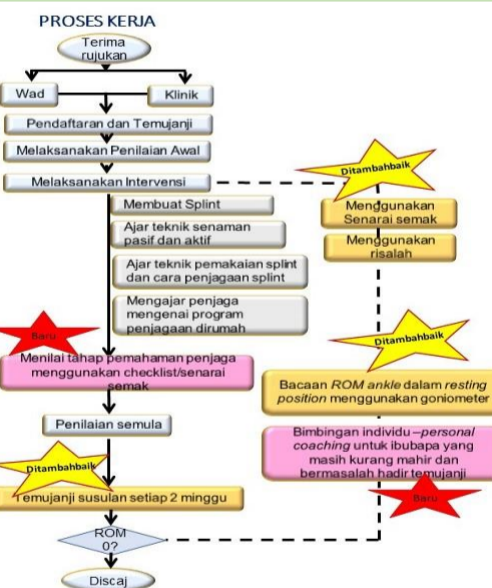 PROSES KERJA
Terima
rujukan
Wad
Klinik
Pendaftaran dan Temujanji
Melaksanakan Penilaian Awal
Melaksanakan Intervensi
Membuat Splint
Ajar teknik senaman
pasif dan aktif
Ajar teknik pemakaian splint
dan cara penjagaan splint
Mengajar penjaga
mengenai program
penjagaan dirumah
Baru
Menilai tahap pemahaman penjaga
menggunakan checklist/senarai
semak
Penilaian semula
Ditambahbaik
Temujanji susulan setiap 2 minggu
ROM
0?
Discaj
Ditambahbaik
Menggunakan
Senarai semak
Menggunakan
risalah
Ditambahbaik
Bacaan ROM ankle dalam resting
position menggunakan goniometer
Bimbingan individu –personal
coaching untuk ibubapa yang
masih kurang mahir dan
bermasalah hadir temujanji
Baru